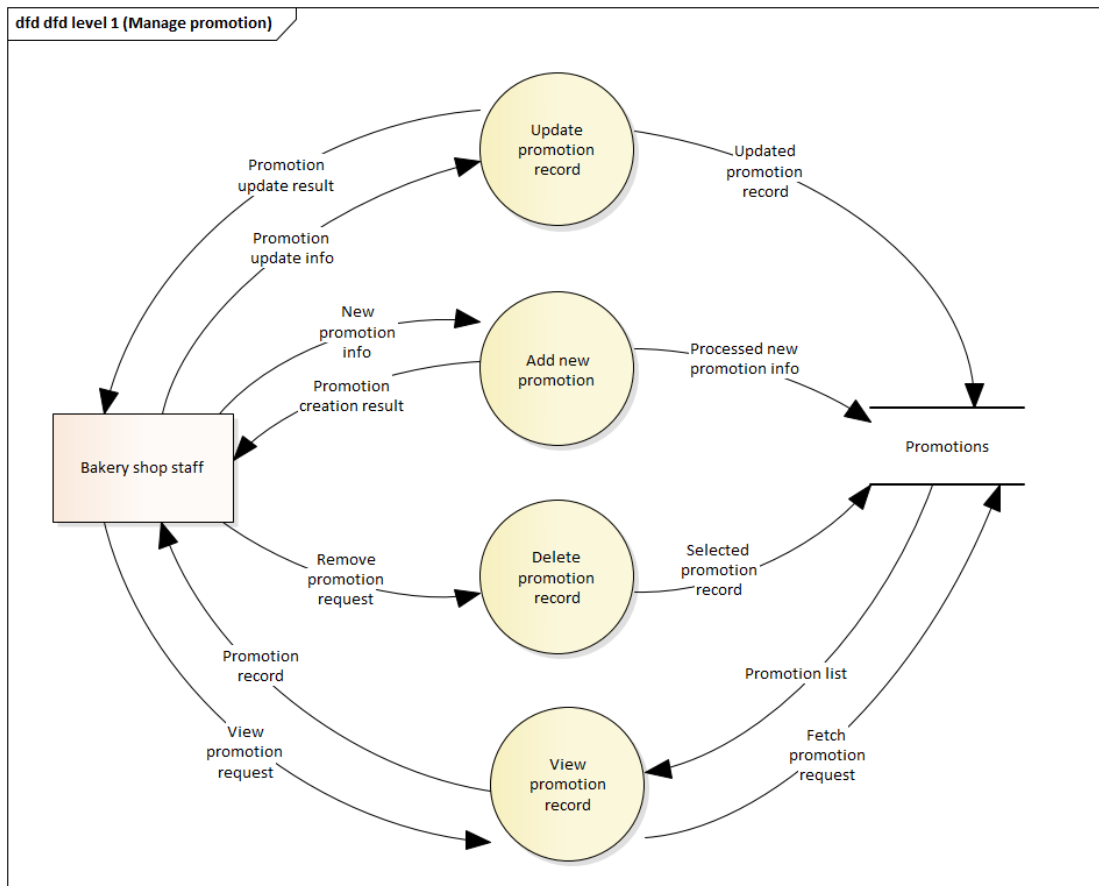 dfd dfd level 1 (Manage promotion)
Update
promotion
record
Promotion
update result
Updated
promotion
record
Promotion
update info
New
promotion
info
Add new
promotion
Processed new
promotion info
Promotion
creation result
Bakery shop staff
Promotions
Remove
promotion
request
Delete
promotion
record
Selected
promotion
record
Promotion
record
Promotion list
View
promotion
request
View
promotion
record
Fetch
promotion
request